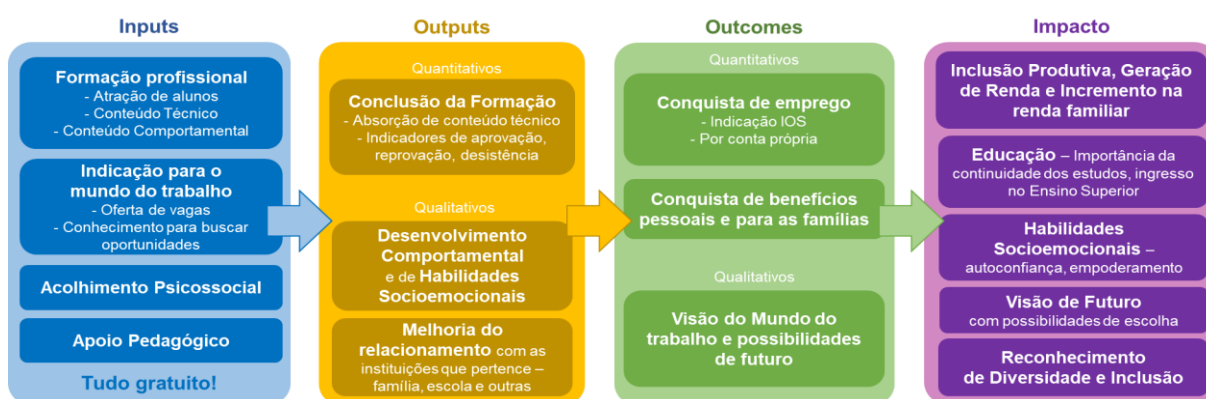 Inputs
Formação profissional
- Atração de alunos
- Conteúdo Técnico
- Conteúdo Comportamental
Indicação para o
mundo do trabalho
- Oferta de vagas
- Conhecimento para buscar
oportunidades
Acolhimento Psicossocial
Apoio Pedagógico
Tudo gratuito!
Outputs
Quantitativos
Conclusão da Formação
- Absorção de conteúdo técnico
- Indicadores de aprovação,
reprovação, desistência
Qualitativos
Desenvolvimento
Comportamental
e de Habilidades
Socioemocionais
Melhoria do
relacionamento com as
instituições que pertence –
família, escola e outras
Outcomes
Quantitativos
Conquista de emprego
- Indicação IOS
- Por conta própria
Conquista de benefícios
pessoais e para as famílias
Qualitativos
Visão do Mundo do
trabalho e possibilidades
de futuro
Impacto
Inclusão Produtiva, Geração
de Renda e Incremento na
renda familiar
Educação – Importância da
continuidade dos estudos, ingresso
no Ensino Superior
Habilidades
Socioemocionais –
autoconfiança, empoderamento
Visão de Futuro
com possibilidades de escolha
Reconhecimento
de Diversidade e Inclusão